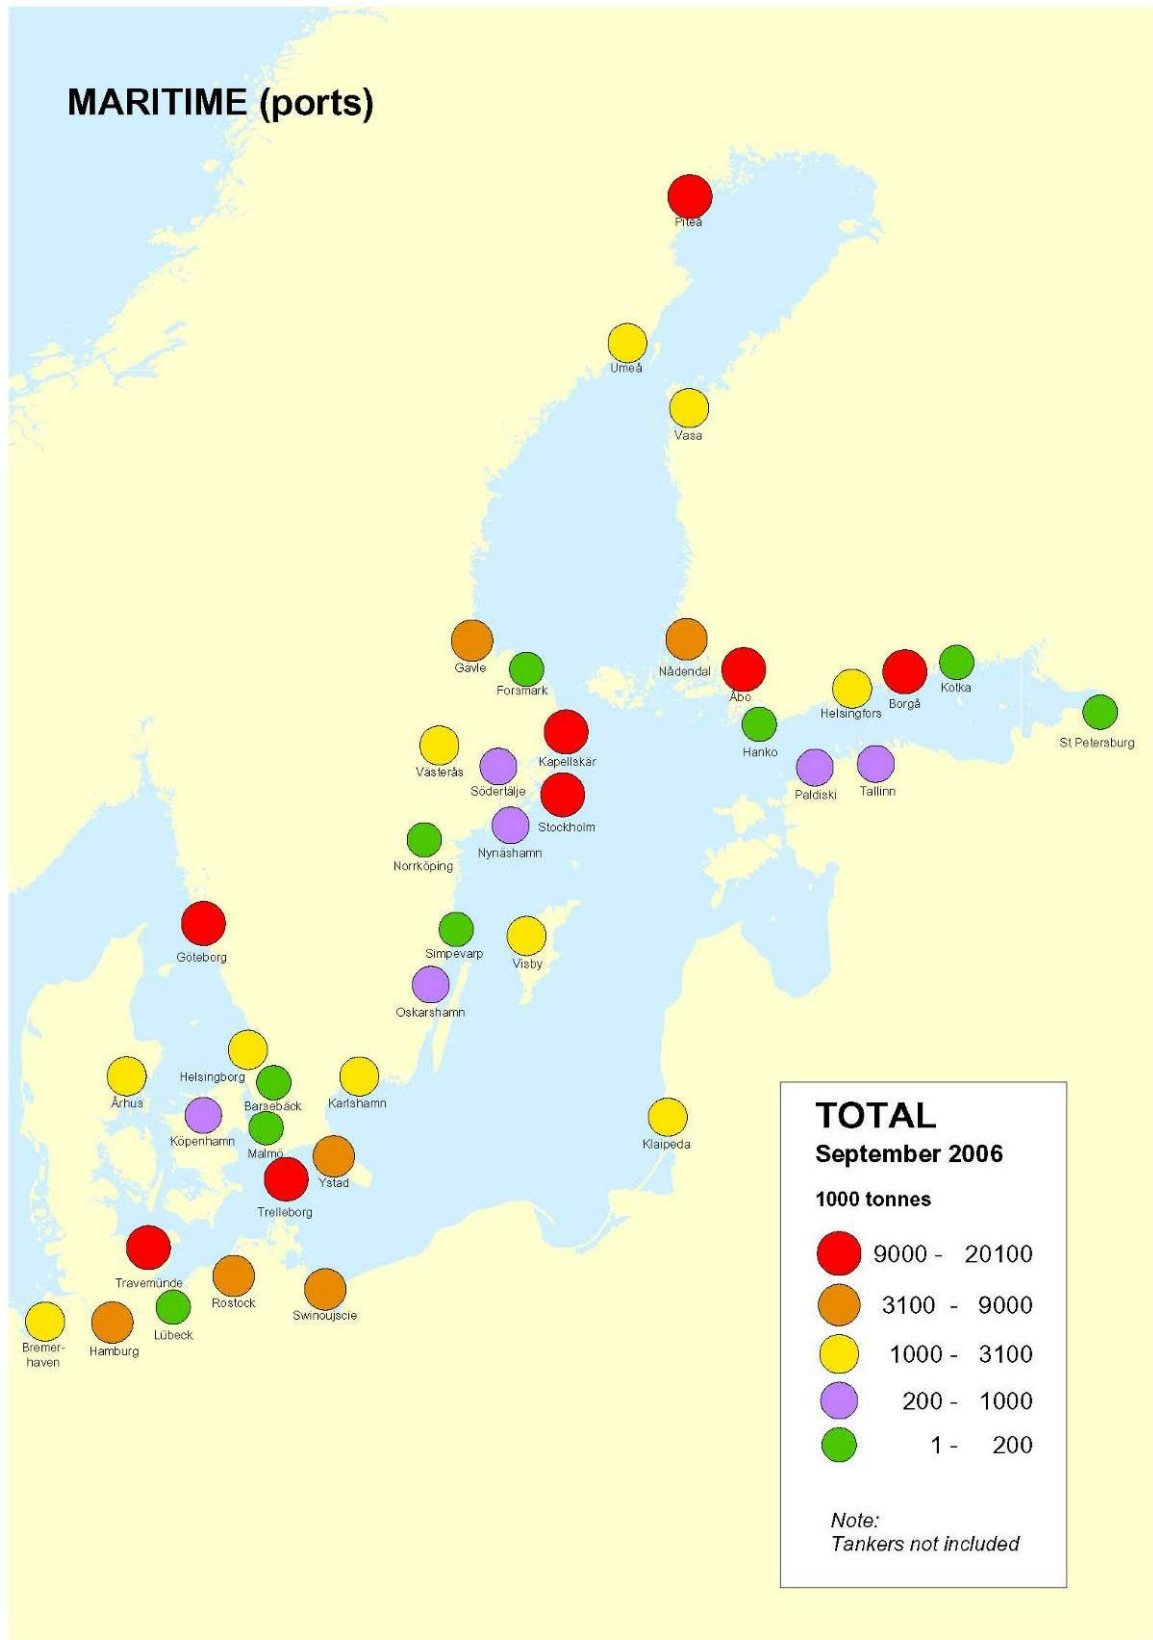 MARITIME (ports)
Piteå
Umeå
Vasa
Gävle
Forsmark
Nådendal
Åbo
Helsingfors
Borgå
Kotka
St Petersburg
Hanko
Kapellskär
Västerås
Södertälje
Paldiski
Tallinn
Stockholm
Nynäshamn
Norrköping
Göteborg
Simpevarp
Visby
Oskarshamn
Helsingborg
Århus
Barsebäck
Karlshamn
Köpenhamn
Malmö
Klaipeda
Ystad
Trelleborg
Travemünde
Rostock
Swinoujscie
Lübeck
Bremer-
haven
Hamburg
TOTAL
September 2006
1000 tonnes
9000 - 20100
3100 - 9000
1000 - 3100
200 - 1000
1 - 200
Note:
Tankers not included